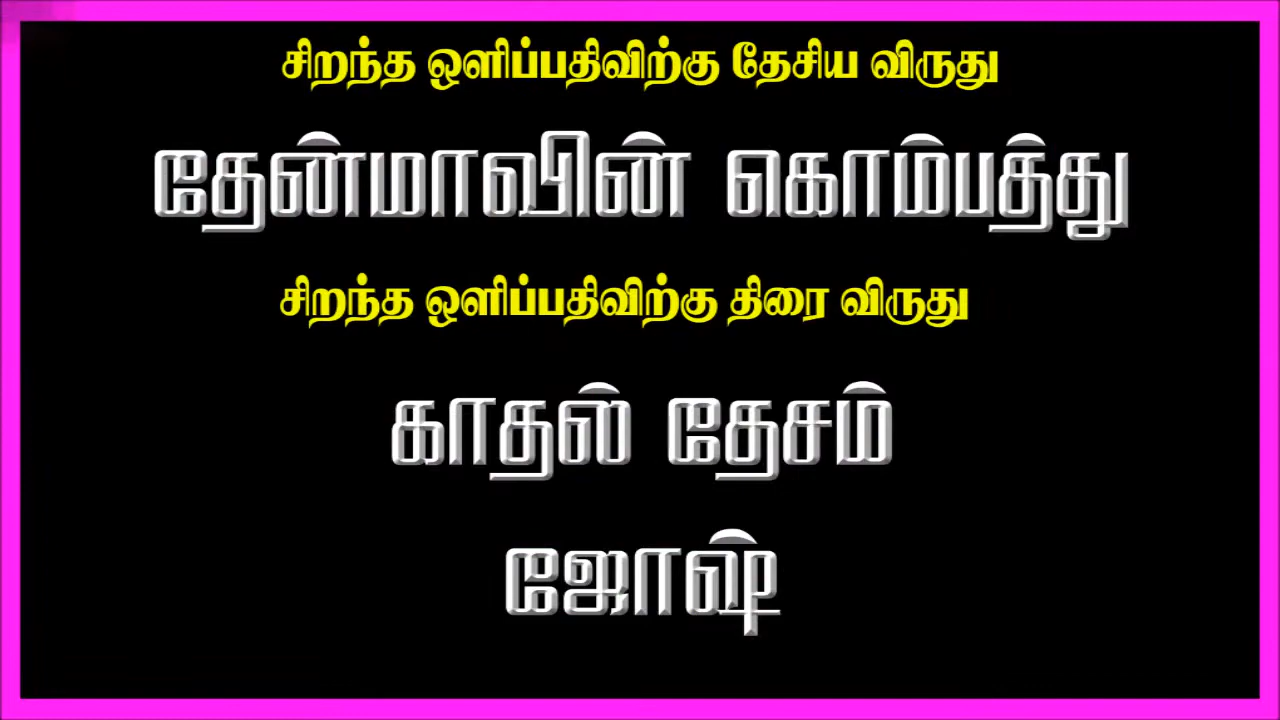 சிறந்த ஒளிப்பதிவிற்கு தேசிய விருது
தேன்மாவின் கொம்பத்து
சிறந்த ஒளிப்பதிவிற்கு திரை விருது
காதல் தேசம்
ஜோஷ்